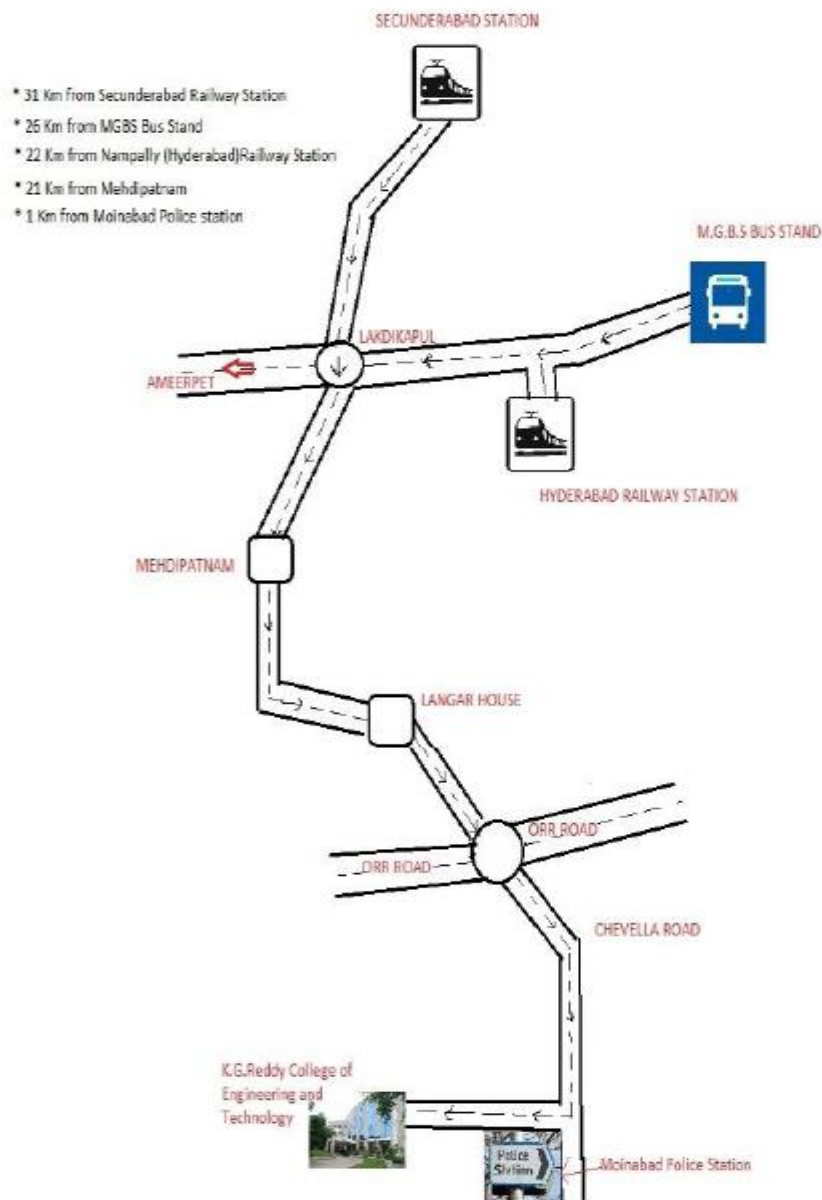 SECUNDERABAD STATION
* 31 Km from Secunderabad Railway Station
* 26 Km from MGBS Bus Stand
* 22 Km from Nampally (Hyderabad)Railway Station
* 21 Km from Mehdipatnam
* 1 Km from Moinabad Police station
M.G.B.S BUS STAND
LAKDIKAPUL
AMEERPET
HYDERABAD RAILWAY STATION
MEHDIPATNAM
LANGAR HOUSE
ORR ROAD
ORR ROAD
CHEVELLA ROAD
K.G.Reddy College of
Engineering and
Technology
Police
Station
Moinabad Police Station